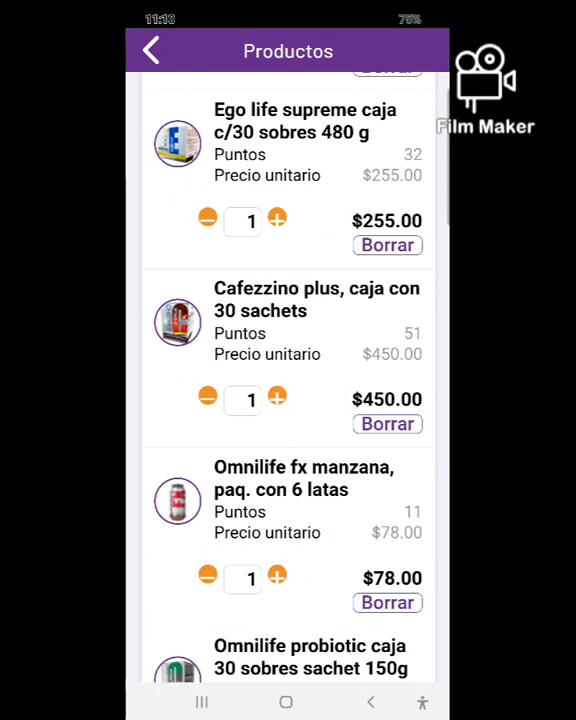 11:13
75%
Productos
Borrar
Ego life supreme caja
c/30 sobres 480 g
Puntos 32
Precio unitario $255.00
1 $255.00
Borrar
Cafezzino plus, caja con
30 sachets
Puntos 51
Precio unitario $450.00
1 $450.00
Borrar
Omnilife fx manzana,
paq. con 6 latas
Puntos 11
Precio unitario $78.00
1 $78.00
Borrar
Omnilife probiotic caja
30 sobres sachet 150g
Film Maker